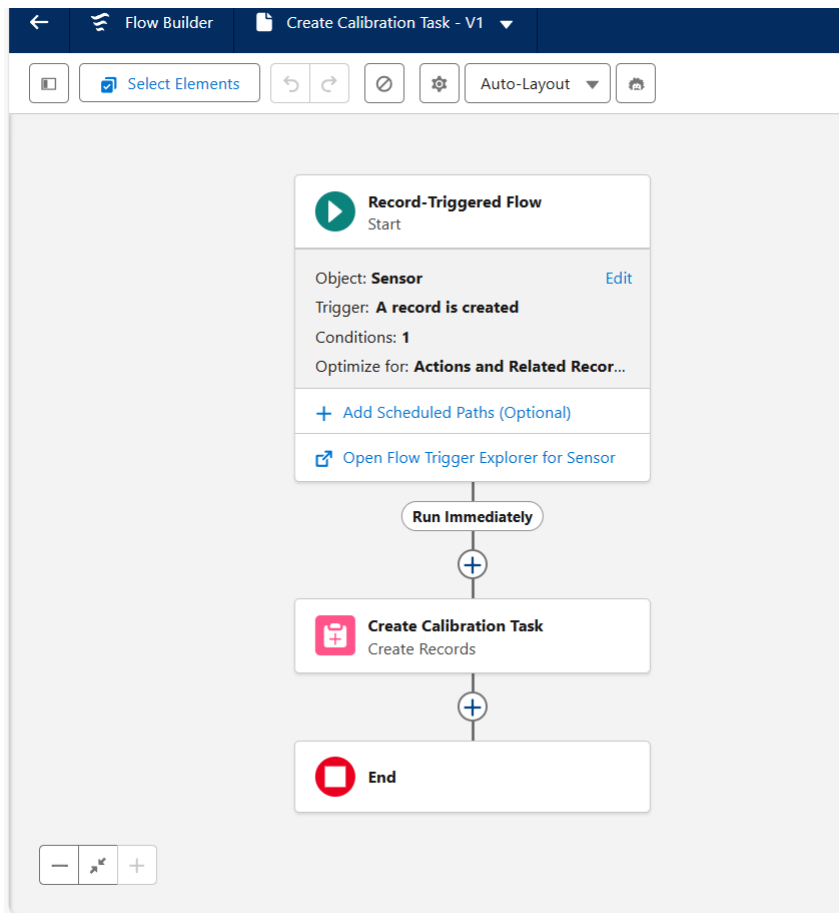 Flow Builder
Create Calibration Task - V1
Select Elements
Auto-Layout
Record-Triggered Flow
Start
Object: Sensor
Edit
Trigger: A record is created
Conditions: 1
Optimize for: Actions and Related Recor...
Add Scheduled Paths (Optional)
Open Flow Trigger Explorer for Sensor
Run Immediately
Create Calibration Task
Create Records
End